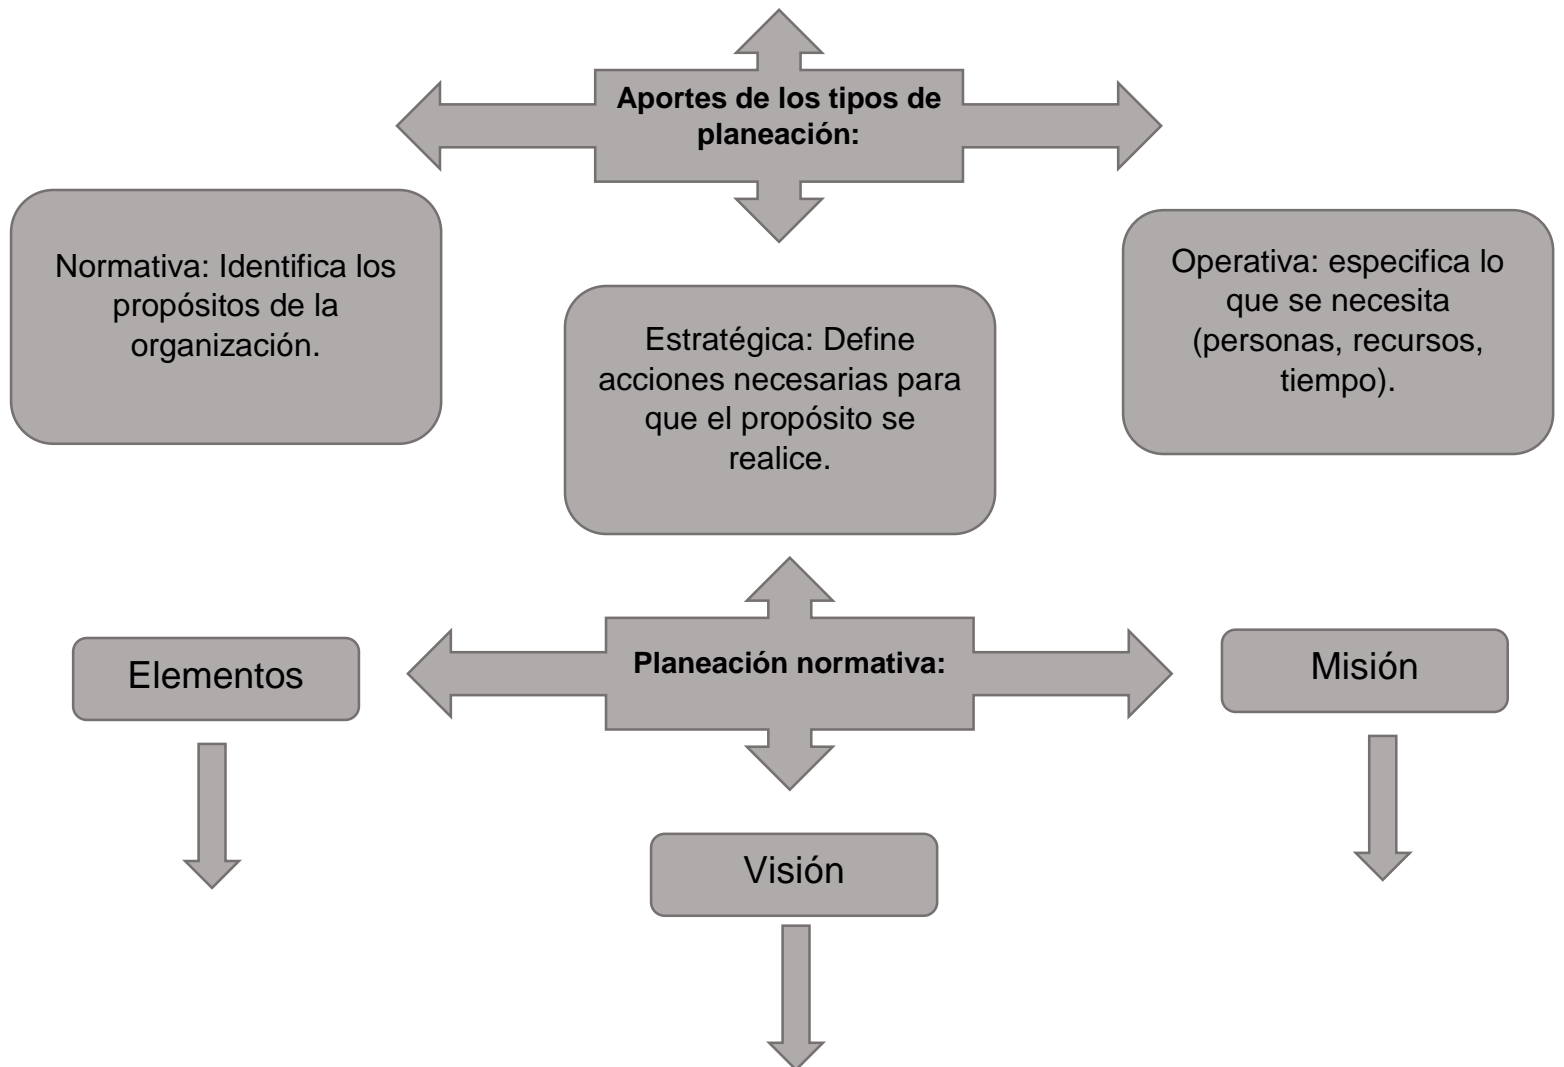 Aportes de los tipos de
planeación:
Normativa: Identifica los
propósitos de la
organización.
Estratégica: Define
acciones necesarias para
que el propósito se
realice.
Operativa: especifica lo
que se necesita
(personas, recursos,
tiempo).
Planeación normativa:
Elementos
Visión
Misión